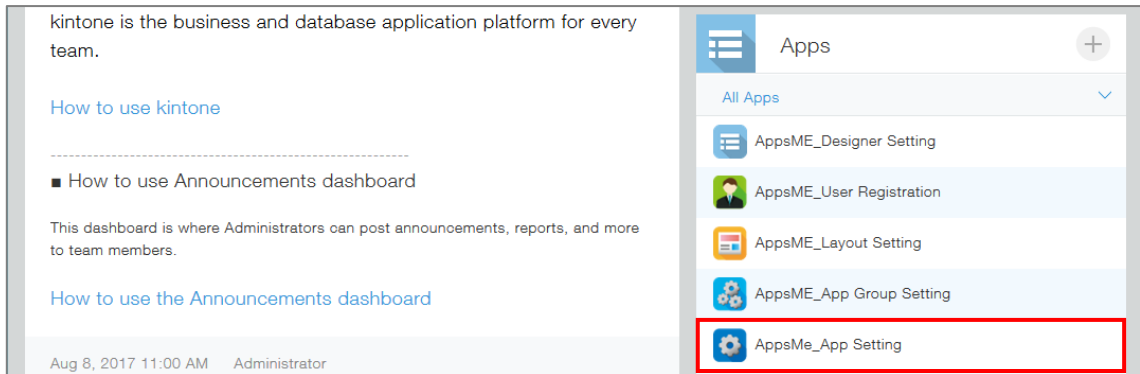 kintone is the business and database application platform for every
team.
How to use kintone
------------------------------------------------------------
■ How to use Announcements dashboard
This dashboard is where Administrators can post announcements, reports, and more
to team members.
How to use the Announcements dashboard
Aug 8, 2017 11:00 AM Administrator
Apps
All Apps
AppsME_Designer Setting
AppsME_User Registration
AppsME_Layout Setting
AppsME_App Group Setting
AppsMe_App Setting